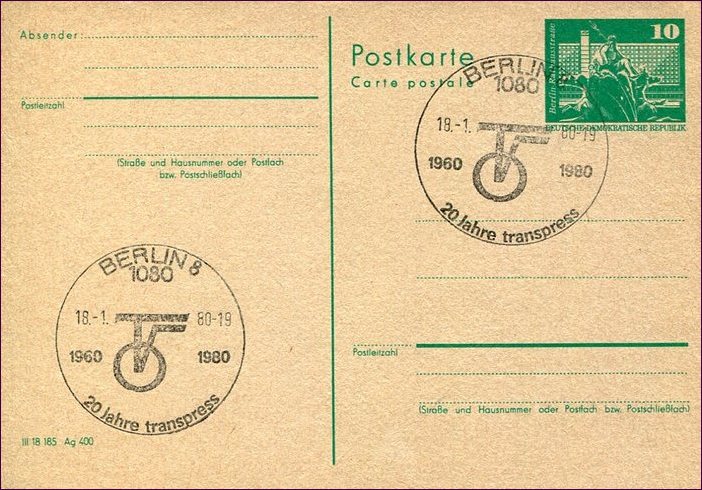 Absender:
Postleitzahl
(Straße und Hausnummer oder Postfach
bzw. Postschließfach)
BERLIN 8
1080
18.-1. 80-19
1960 1980
20 Jahre transpress
III 18 185 Ag 400
Postkarte
Carte postale
10
Berlin-Rathausstraße
DEUTSCHE DEMOKRATISCHE REPUBLIK
BERLIN 8
1080
18.-1. 80-19
1960 1980
20 Jahre transpress
Postleitzahl
(Straße und Hausnummer oder Postfach bzw. Postschließfach)